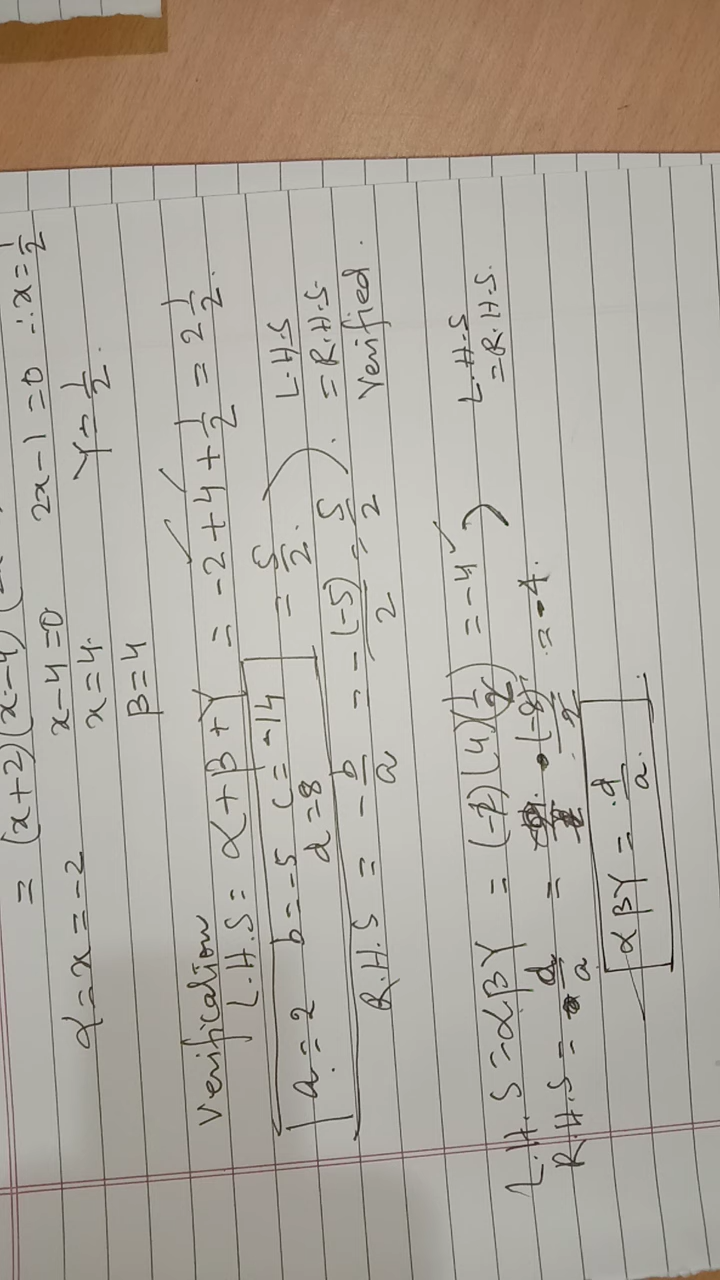 = (x+2)(x-4)
x-4=0 2x-1=0 ∴x=1/2
α=x=-2 x=4. γ=1/2.
β=4
Verification
L.H.S = α+β+γ = -2+4+1/2 = 2 1/2.
a=2 b=-5 c=-14 = 5/2. L.H.S
d=8 = R.H.S.
R.H.S = -b/a = -(-5)/2 = 5/2 Verified.
L.H.S=αβγ = (-2)(4)(1/2) = -4 L.H.S
R.H.S = d/a = (-8)/2 = -4. = R.H.S.
αβγ = d/a.